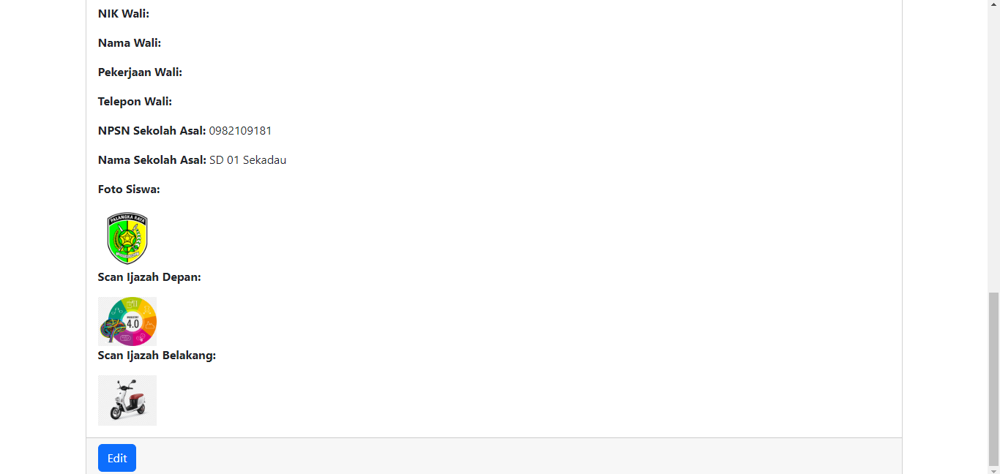 NIK Wali:
Nama Wali:
Pekerjaan Wali:
Telepon Wali:
NPSN Sekolah Asal: 0982109181
Nama Sekolah Asal: SD 01 Sekadau
Foto Siswa:
PALANGKA RAYA
Scan Ijazah Depan:
4.0
Scan Ijazah Belakang:
Edit